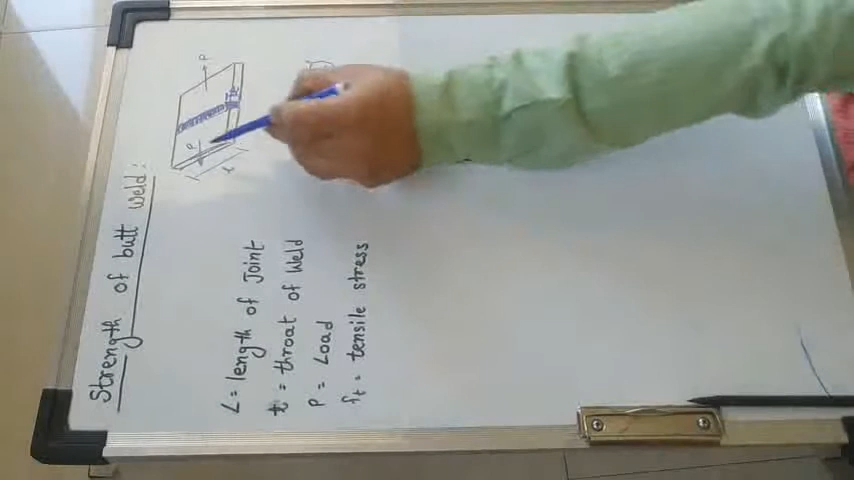 Strength of butt weld:
L = length of Joint
t = throat of Weld
P = Load
ft = tensile stress
P
P